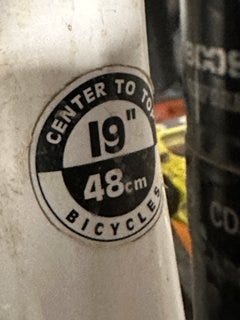 CENTER TO TOP
19"
48cm
BICYCLES